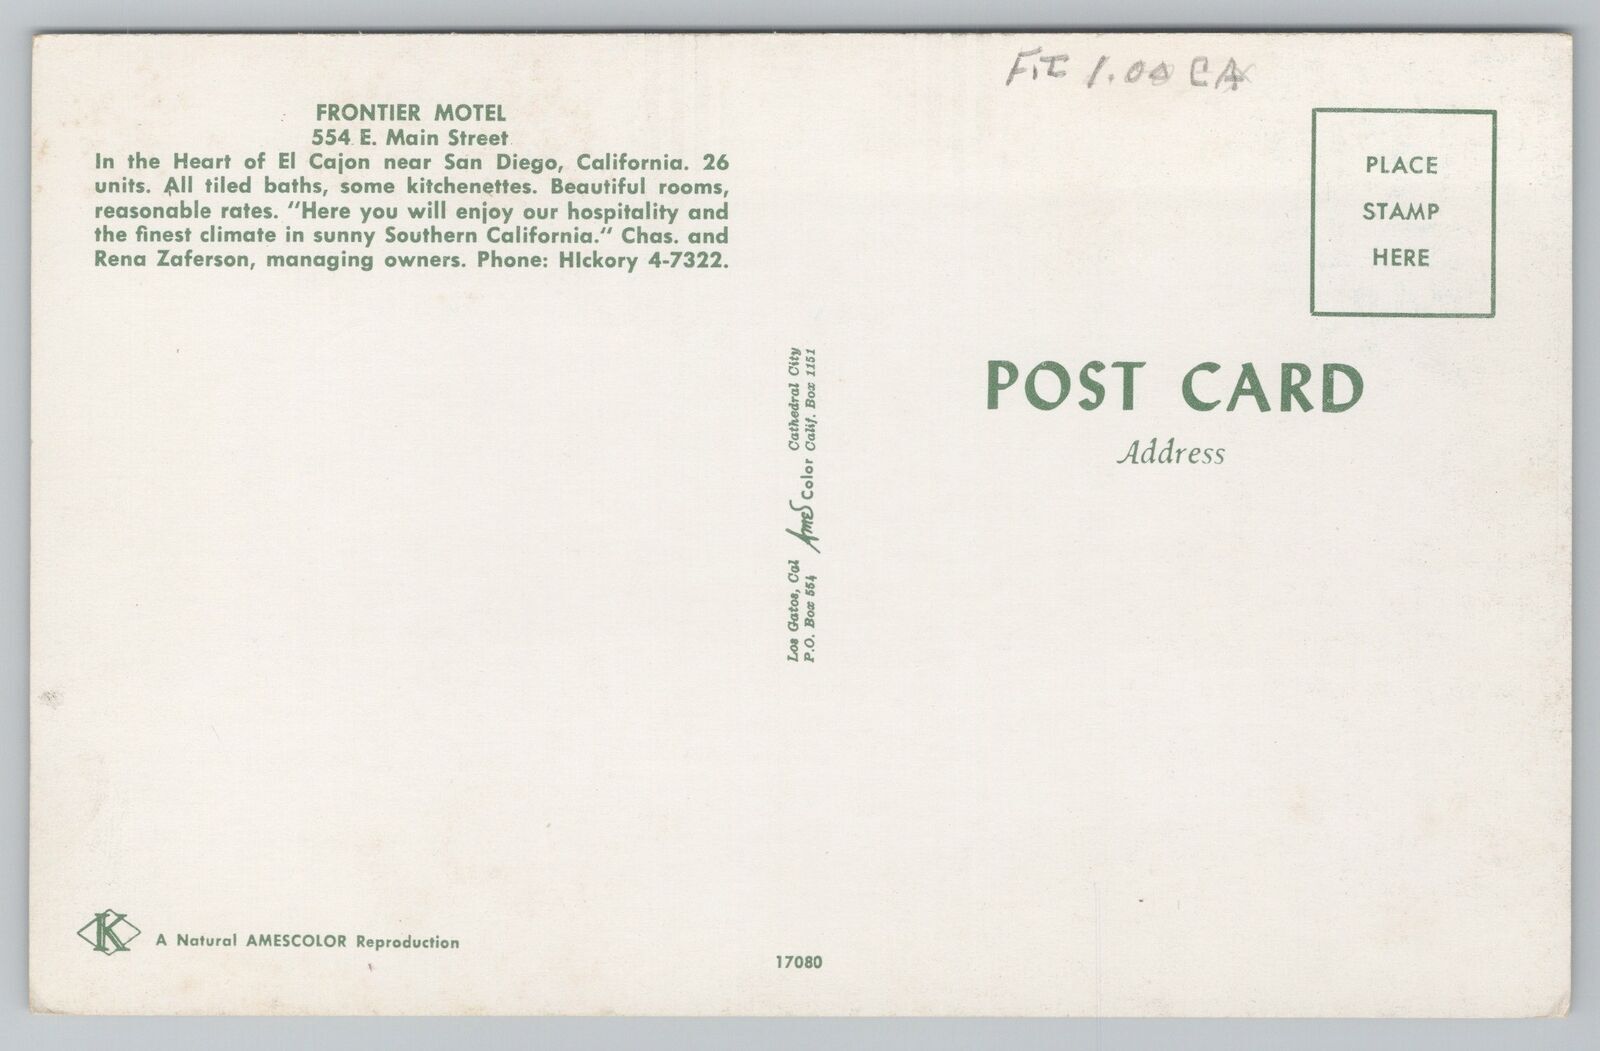 FRONTIER MOTEL
554 E. Main Street
In the Heart of El Cajon near San Diego, California. 26
units. All tiled baths, some kitchenettes. Beautiful rooms,
reasonable rates. "Here you will enjoy our hospitality and
the finest climate in sunny Southern California." Chas. and
Rena Zaferson, managing owners. Phone: HIckory 4-7322.
1.00 CA
PLACE
STAMP
HERE
POST CARD
Address
Los Gatos, Cal
P.O. Box 554
Ames Color
Cathedral City
Calif. Box 1151
K
A Natural AMESCOLOR Reproduction
17080